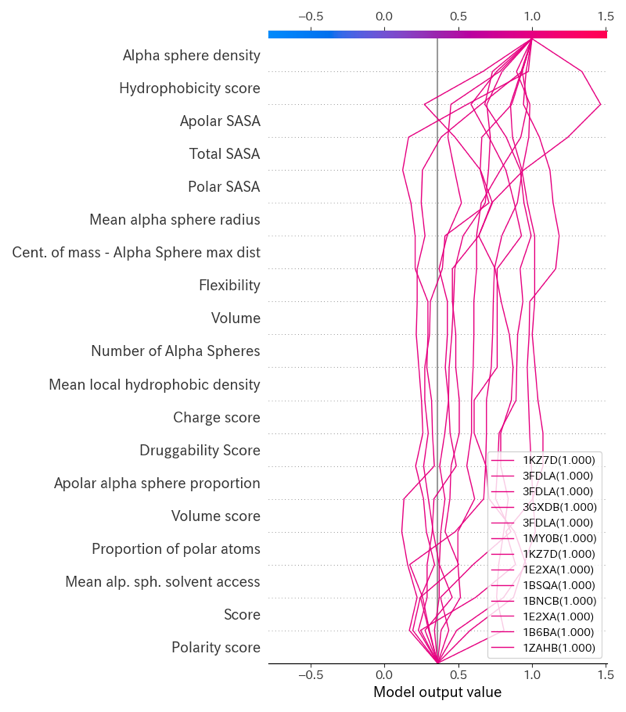 −0.5 0.0 0.5 1.0 1.5
Alpha sphere density
Hydrophobicity score
Apolar SASA
Total SASA
Polar SASA
Mean alpha sphere radius
Cent. of mass - Alpha Sphere max dist
Flexibility
Volume
Number of Alpha Spheres
Mean local hydrophobic density
Charge score
Druggability Score
Apolar alpha sphere proportion
Volume score
Proportion of polar atoms
Mean alp. sph. solvent access
Score
Polarity score
1KZ7D(1.000)
3FDLA(1.000)
3FDLA(1.000)
3GXDB(1.000)
3FDLA(1.000)
1MY0B(1.000)
1KZ7D(1.000)
1E2XA(1.000)
1BSQA(1.000)
1BNCB(1.000)
1E2XA(1.000)
1B6BA(1.000)
1ZAHB(1.000)
−0.5 0.0 0.5 1.0 1.5
Model output value